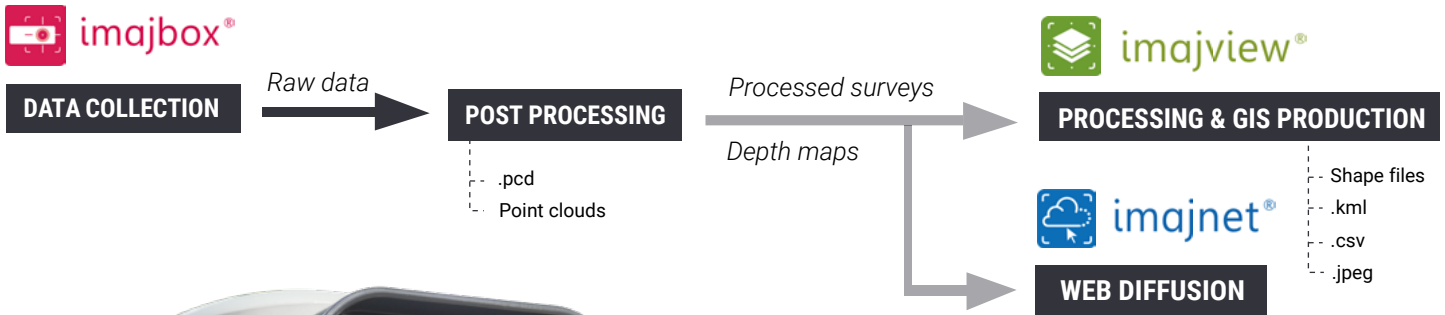 imajbox®
DATA COLLECTION
Raw data
POST PROCESSING
.pcd
Point clouds
Processed surveys
Depth maps
imajview®
PROCESSING & GIS PRODUCTION
Shape files
.kml
.csv
.jpeg
imajnet®
WEB DIFFUSION